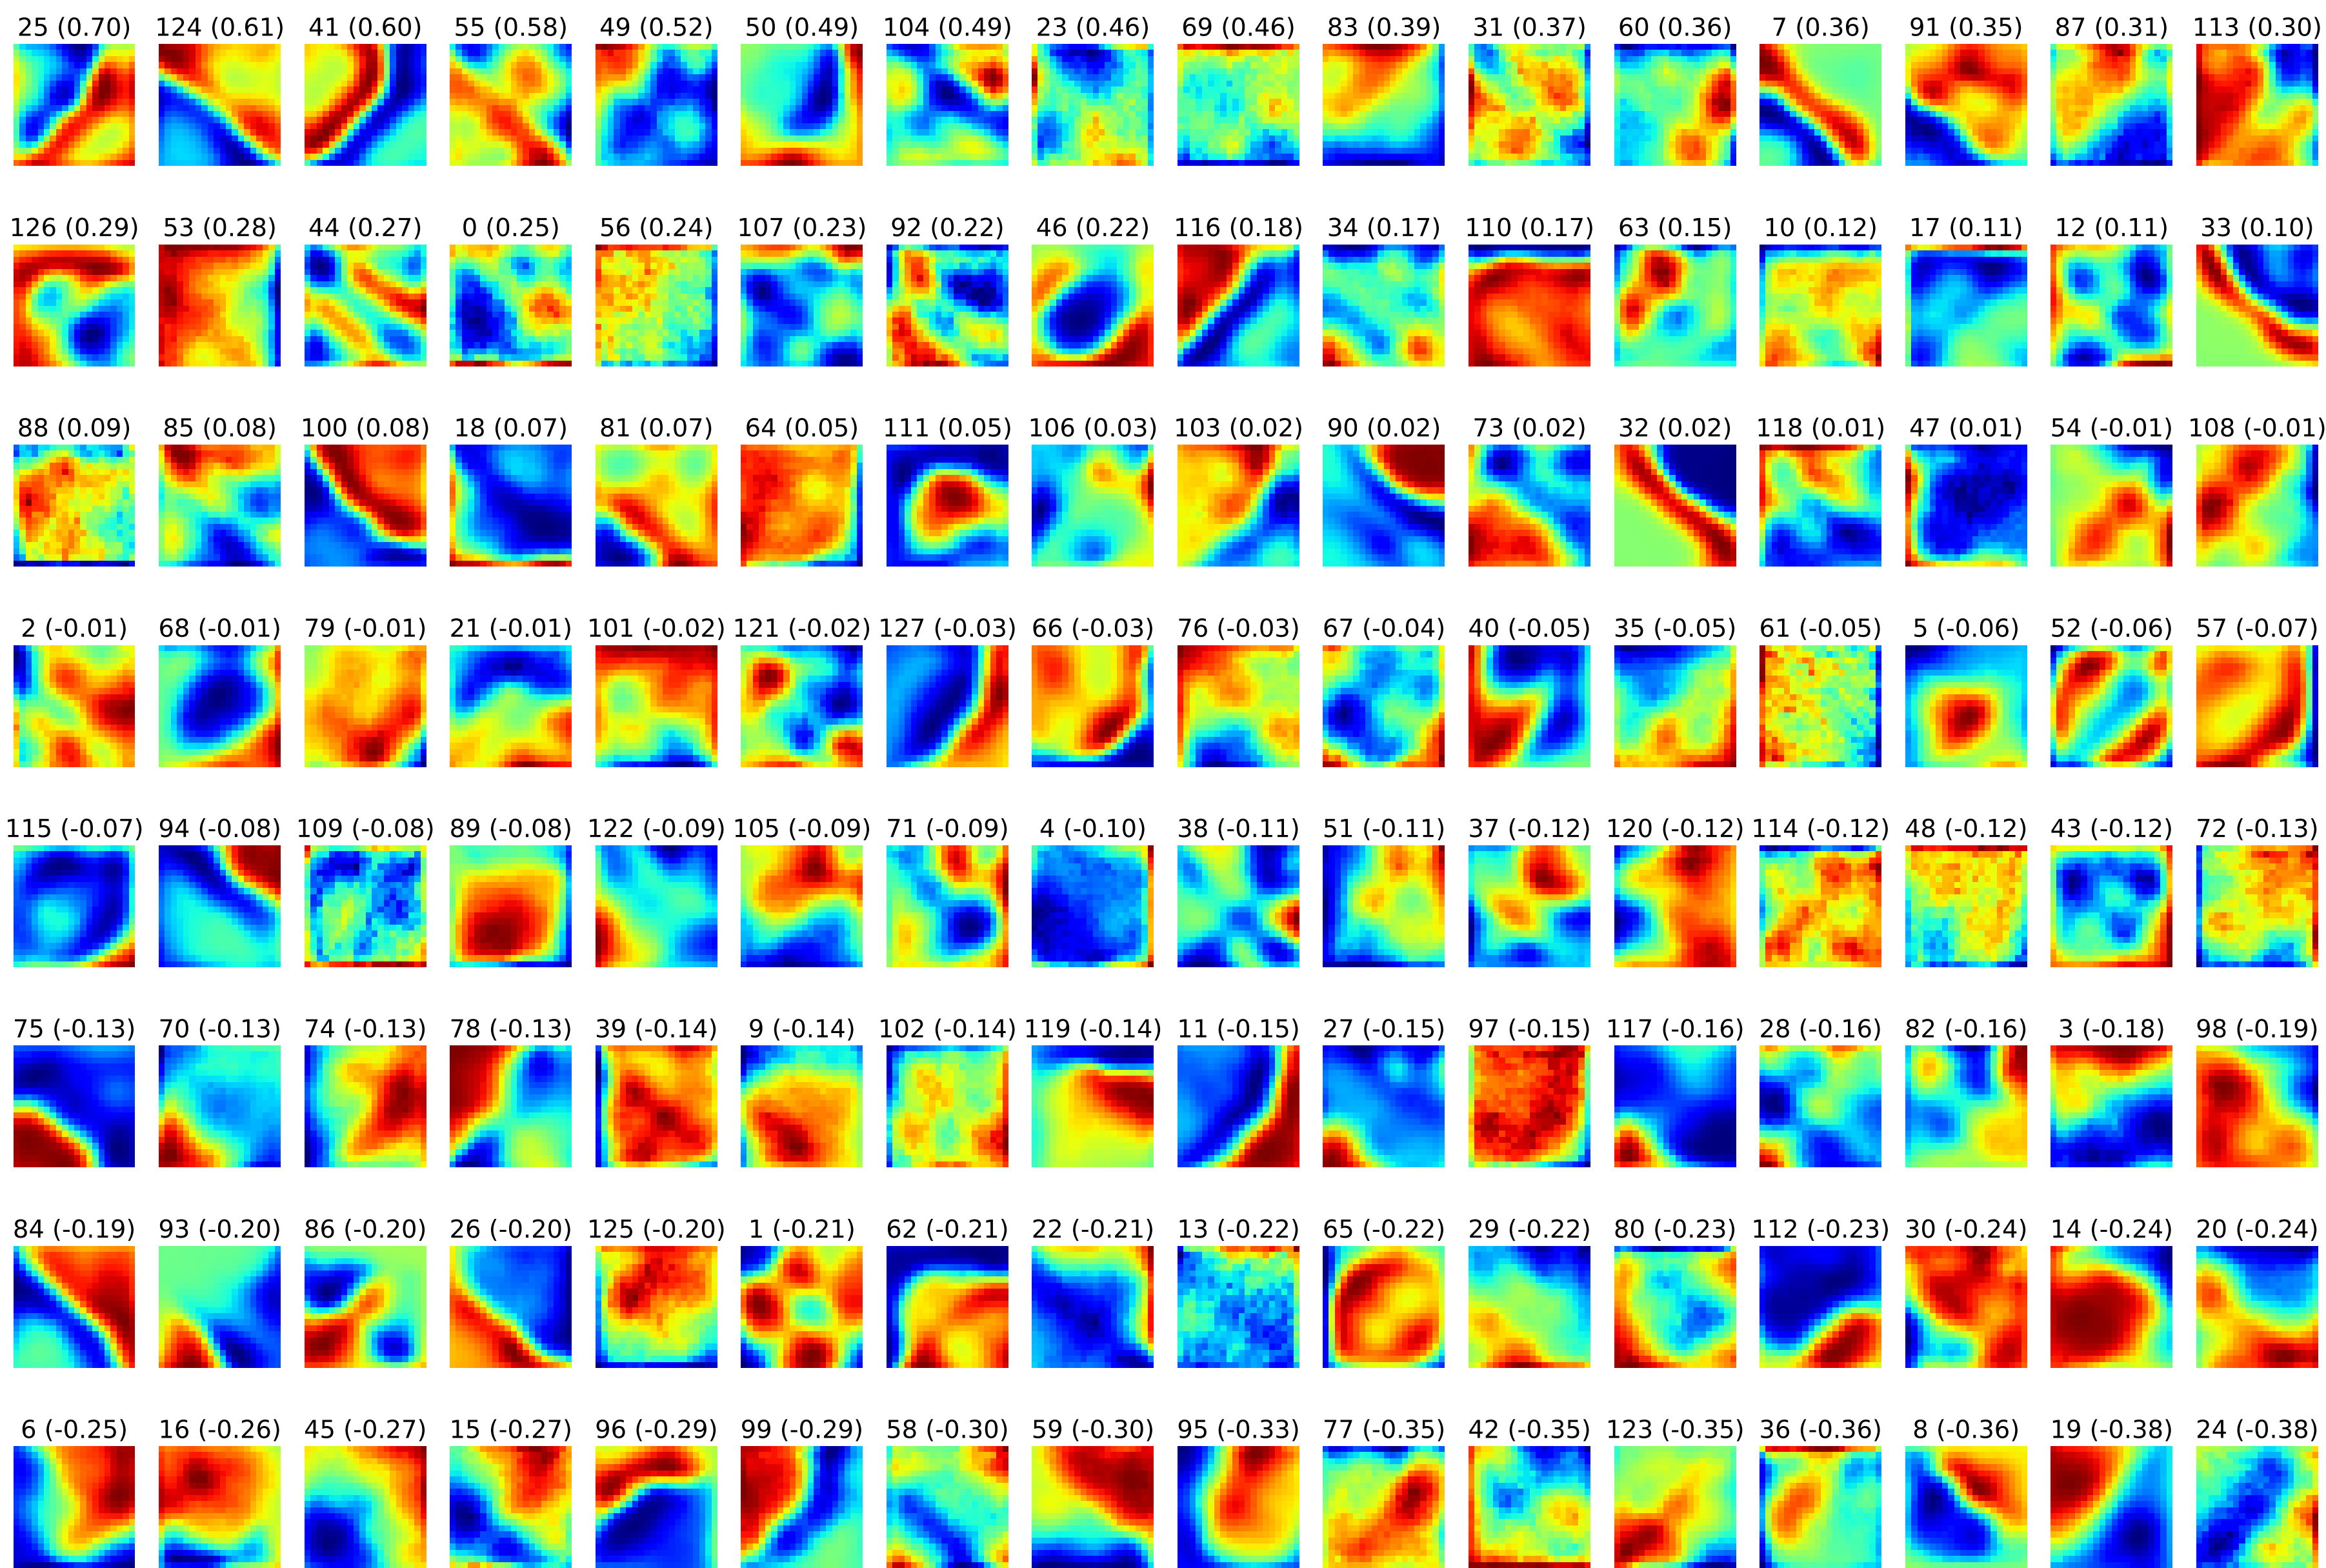 25 (0.70) 124 (0.61) 41 (0.60) 55 (0.58) 49 (0.52) 50 (0.49) 104 (0.49) 23 (0.46) 69 (0.46) 83 (0.39) 31 (0.37) 60 (0.36) 7 (0.36) 91 (0.35) 87 (0.31) 113 (0.30)
126 (0.29) 53 (0.28) 44 (0.27) 0 (0.25) 56 (0.24) 107 (0.23) 92 (0.22) 46 (0.22) 116 (0.18) 34 (0.17) 110 (0.17) 63 (0.15) 10 (0.12) 17 (0.11) 12 (0.11) 33 (0.10)
88 (0.09) 85 (0.08) 100 (0.08) 18 (0.07) 81 (0.07) 64 (0.05) 111 (0.05) 106 (0.03) 103 (0.02) 90 (0.02) 73 (0.02) 32 (0.02) 118 (0.01) 47 (0.01) 54 (-0.01) 108 (-0.01)
2 (-0.01) 68 (-0.01) 79 (-0.01) 21 (-0.01) 101 (-0.02) 121 (-0.02) 127 (-0.03) 66 (-0.03) 76 (-0.03) 67 (-0.04) 40 (-0.05) 35 (-0.05) 61 (-0.05) 5 (-0.06) 52 (-0.06) 57 (-0.07)
115 (-0.07) 94 (-0.08) 109 (-0.08) 89 (-0.08) 122 (-0.09) 105 (-0.09) 71 (-0.09) 4 (-0.10) 38 (-0.11) 51 (-0.11) 37 (-0.12) 120 (-0.12) 114 (-0.12) 48 (-0.12) 43 (-0.12) 72 (-0.13)
75 (-0.13) 70 (-0.13) 74 (-0.13) 78 (-0.13) 39 (-0.14) 9 (-0.14) 102 (-0.14) 119 (-0.14) 11 (-0.15) 27 (-0.15) 97 (-0.15) 117 (-0.16) 28 (-0.16) 82 (-0.16) 3 (-0.18) 98 (-0.19)
84 (-0.19) 93 (-0.20) 86 (-0.20) 26 (-0.20) 125 (-0.20) 1 (-0.21) 62 (-0.21) 22 (-0.21) 13 (-0.22) 65 (-0.22) 29 (-0.22) 80 (-0.23) 112 (-0.23) 30 (-0.24) 14 (-0.24) 20 (-0.24)
6 (-0.25) 16 (-0.26) 45 (-0.27) 15 (-0.27) 96 (-0.29) 99 (-0.29) 58 (-0.30) 59 (-0.30) 95 (-0.33) 77 (-0.35) 42 (-0.35) 123 (-0.35) 36 (-0.36) 8 (-0.36) 19 (-0.38) 24 (-0.38)